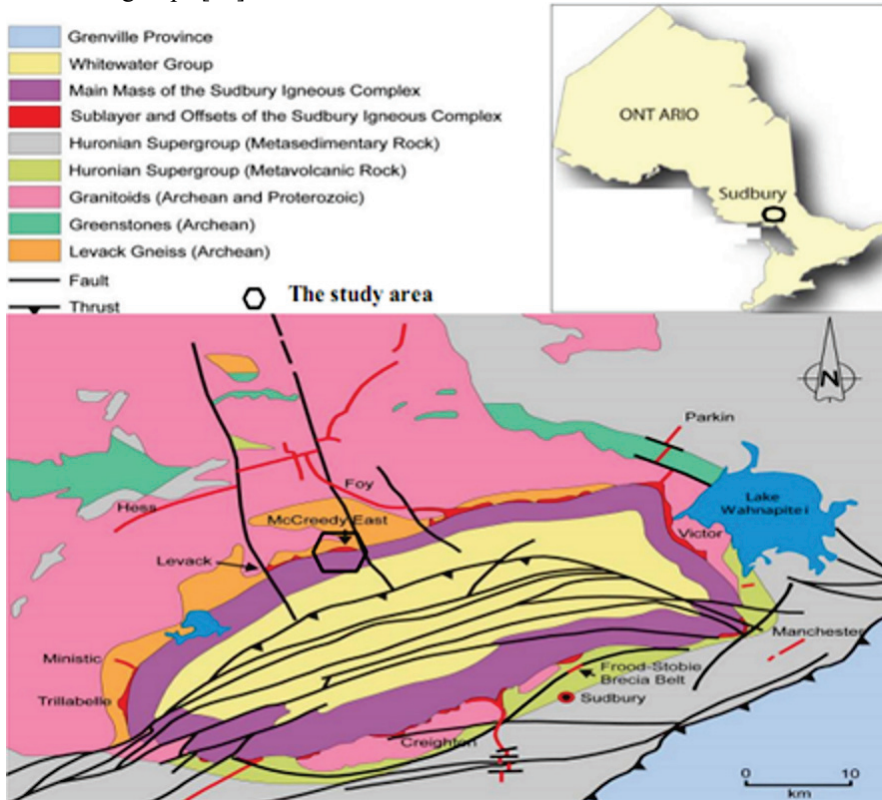 Grenville Province
Whitewater Group
Main Mass of the Sudbury Igneous Complex
Sublayer and Offsets of the Sudbury Igneous Complex
Huronian Supergroup (Metasedimentary Rock)
Huronian Supergroup (Metavolcanic Rock)
Granitoids (Archean and Proterozoic)
Greenstones (Archean)
Levack Gneiss (Archean)
Fault
Thrust
The study area
ONT ARIO
Sudbury
N
Parkin
Lake
Wahnapitei
Hess
Foy
McCreedy East
Victor
Levack
Manchester
Ministic
Frood-Stobie
Brecia Belt
Trillabelle
Sudbury
Creighton
0 10
km